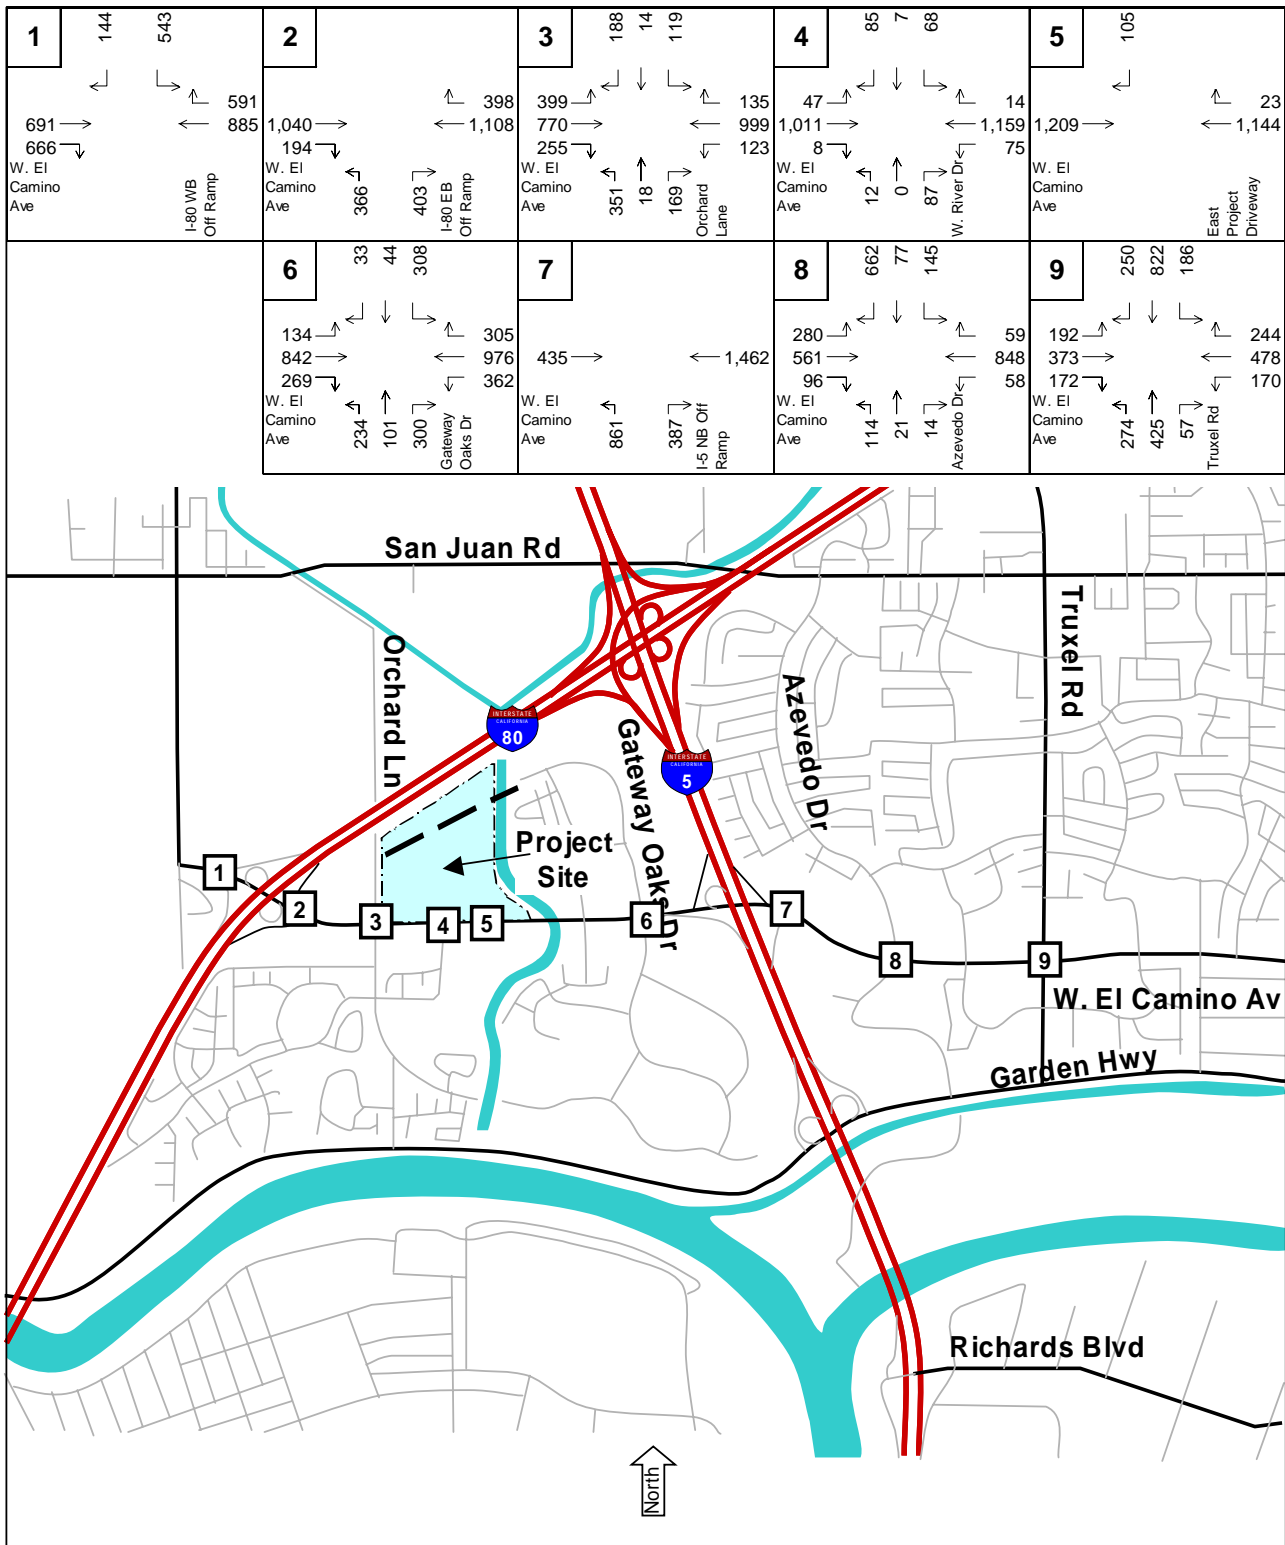 1
144
543
591
691
885
666
W. El
Camino
Ave
I-80 WB
Off Ramp
2
398
1,040
1,108
194
W. El
Camino
Ave
366
403
I-80 EB
Off Ramp
3
188
14
119
399
135
770
999
255
123
W. El
Camino
Ave
351
18
169
Orchard
Lane
4
85
7
68
47
14
1,011
1,159
8
75
W. El
Camino
Ave
12
0
87
W. River Dr
5
105
23
1,209
1,144
W. El
Camino
Ave
East
Project
Driveway
6
33
44
308
134
305
842
976
269
362
W. El
Camino
Ave
234
101
300
Gateway
Oaks Dr
7
435
1,462
W. El
Camino
Ave
861
387
I-5 NB Off
Ramp
8
662
77
145
280
59
561
848
96
58
W. El
Camino
Ave
114
21
14
Azevedo Dr
9
250
822
186
192
244
373
478
172
170
W. El
Camino
Ave
274
425
57
Truxel Rd
San Juan Rd
Orchard Ln
Truxel Rd
Azevedo Dr
Gateway Oaks Dr
INTERSTATE
CALIFORNIA
80
INTERSTATE
CALIFORNIA
5
Project
Site
1
2
3
4
5
6
7
8
9
W. El Camino Av
Garden Hwy
Richards Blvd
North